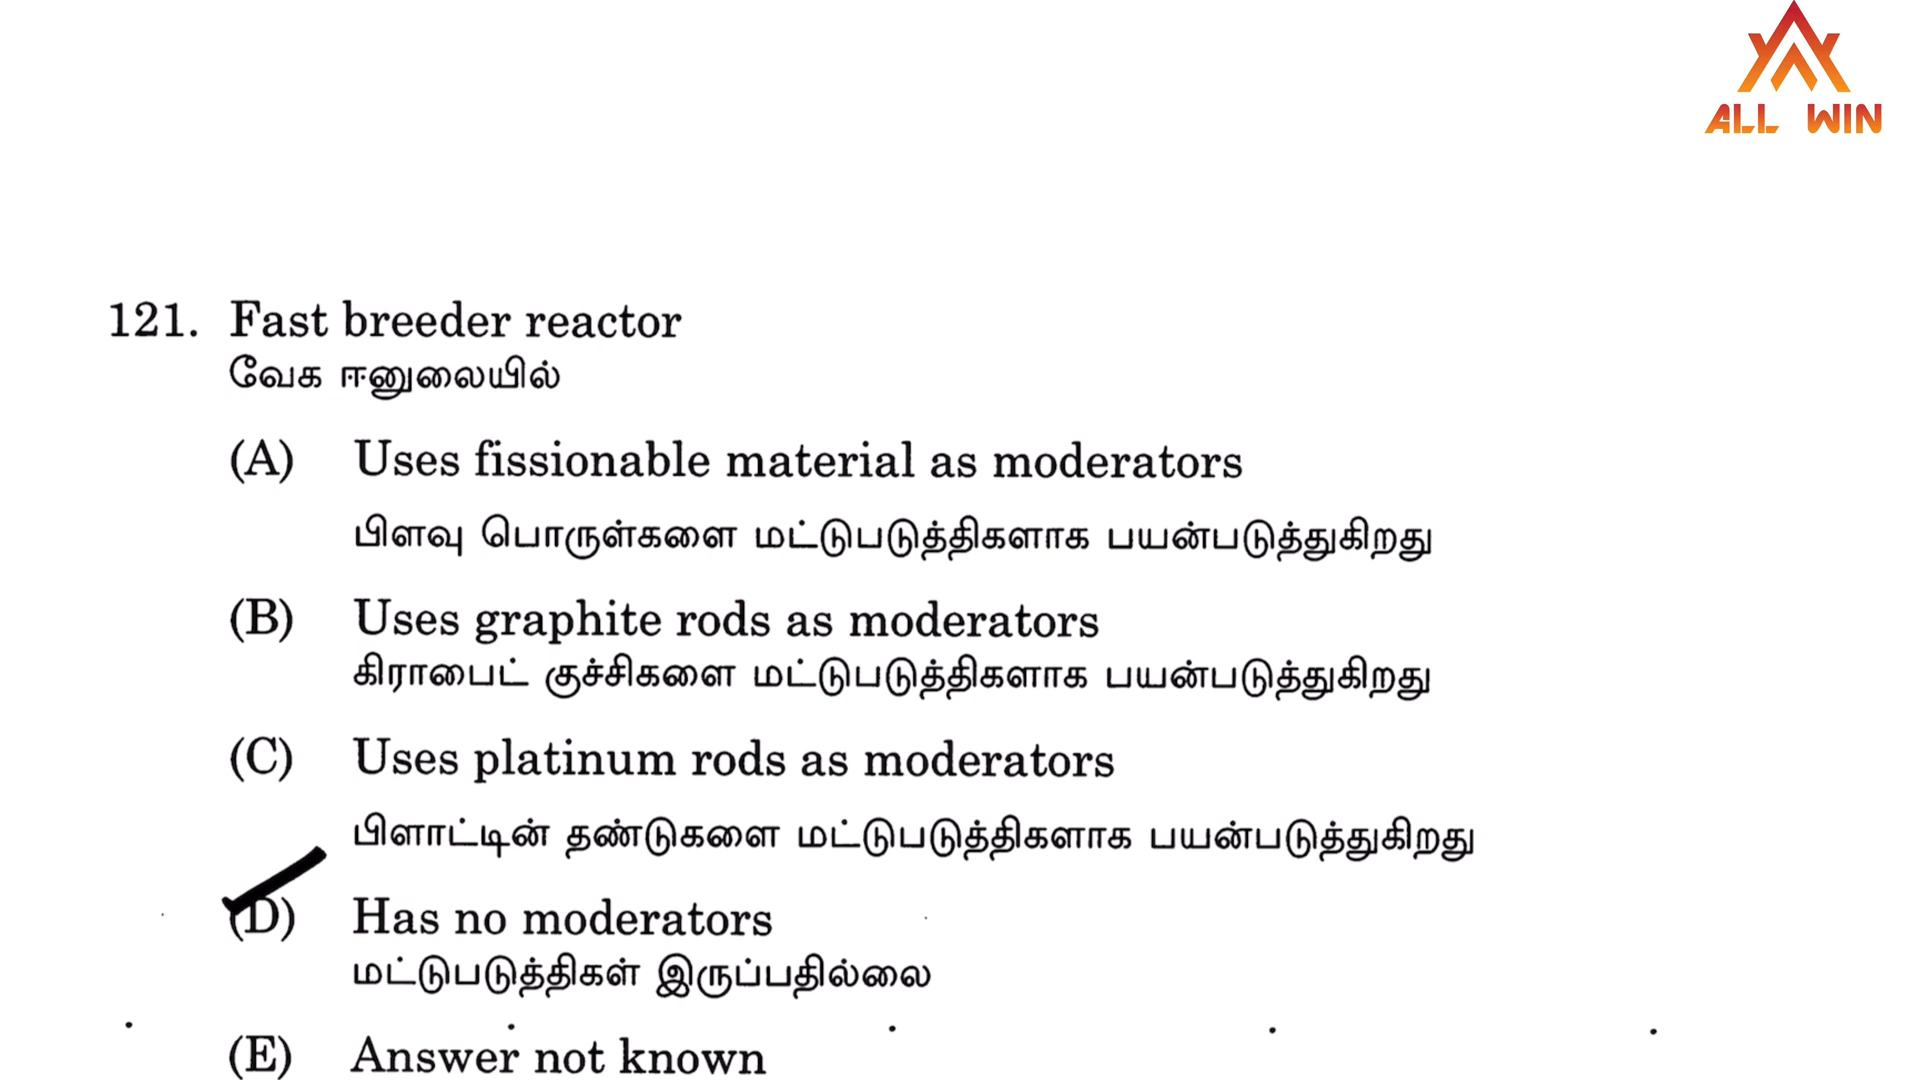 ALL WIN
121. Fast breeder reactor
வேக ஈனுலையில்
(A) Uses fissionable material as moderators
பிளவு பொருள்களை மட்டுபடுத்திகளாக பயன்படுத்துகிறது
(B) Uses graphite rods as moderators
கிராபைட் குச்சிகளை மட்டுபடுத்திகளாக பயன்படுத்துகிறது
(C) Uses platinum rods as moderators
பிளாட்டின் தண்டுகளை மட்டுபடுத்திகளாக பயன்படுத்துகிறது
(D) Has no moderators
மட்டுபடுத்திகள் இருப்பதில்லை
(E) Answer not known